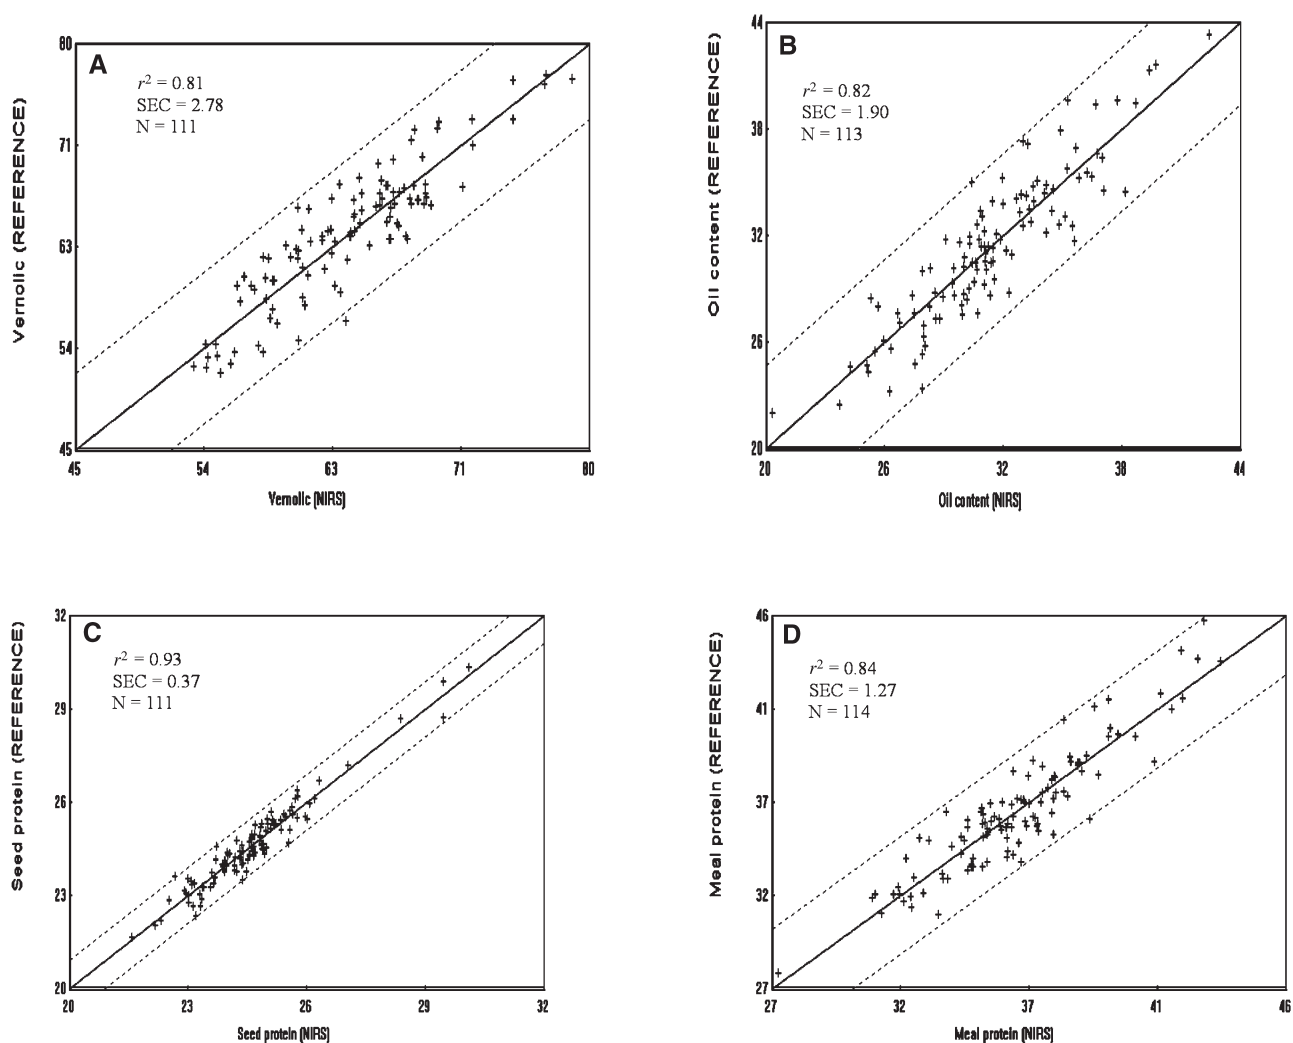 A
r² = 0.81
SEC = 2.78
N = 111
Vernolic (REFERENCE)
80
71
63
54
45
45 54 63 71 80
Vernolic (NIRS)
B
r² = 0.82
SEC = 1.90
N = 113
Oil content (REFERENCE)
44
38
32
26
20
20 26 32 38 44
Oil content (NIRS)
C
r² = 0.93
SEC = 0.37
N = 111
Seed protein (REFERENCE)
32
29
26
23
20
20 23 26 29 32
Seed protein (NIRS)
D
r² = 0.84
SEC = 1.27
N = 114
Meal protein (REFERENCE)
46
41
37
32
27
27 32 37 41 46
Meal protein (NIRS)